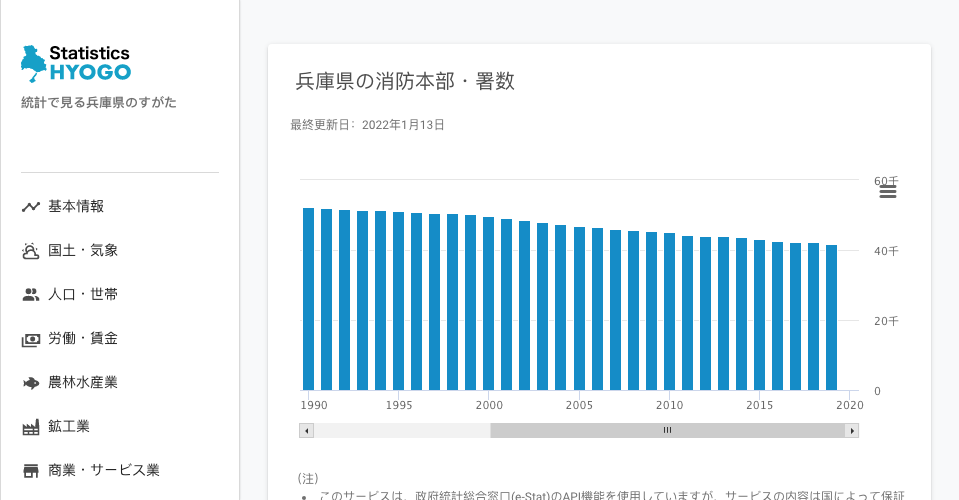 Statistics
HYOGO
統計で見る兵庫県のすがた
基本情報
国土・気象
人口・世帯
労働・賃金
農林水産業
鉱工業
商業・サービス業
兵庫県の消防本部・署数
最終更新日: 2022年1月13日
60千
40千
20千
0
1990 1995 2000 2005 2010 2015 2020
（注）
このサービスは、政府統計総合窓口(e-Stat)のAPI機能を使用していますが、サービスの内容は国によって保証